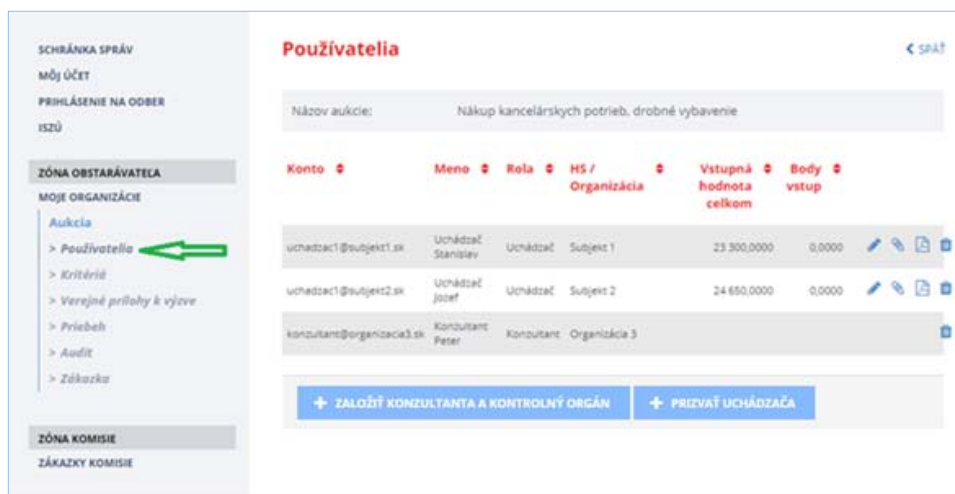 SCHRÁNKA SPRÁV
MÔJ ÚČET
PRIHLÁSENIE NA ODBER
ISZÚ
ZÓNA OBSTARÁVATEĽA
MOJE ORGANIZÁCIE
Aukcia
> Používatelia
> Kritériá
> Verejné prílohy k výzve
> Priebeh
> Audit
> Zákazka
ZÓNA KOMISIE
ZÁKAZKY KOMISIE
Používatelia
SPÄŤ
Názov aukcie: Nákup kancelárskych potrieb, drobné vybavenie
Konto Meno Rola HS / Organizácia Vstupná hodnota celkom Body vstup
uchadzac1@subjekt1.sk Uchádzač Stanislav Uchádzač Subjekt 1 23 300,0000 0,0000
uchadzac1@subjekt2.sk Uchádzač Jozef Uchádzač Subjekt 2 24 650,0000 0,0000
konzultant@organizacia3.sk Konzultant Peter Konzultant Organizácia 3
+ ZALOŽIŤ KONZULTANTA A KONTROLNÝ ORGÁN + PRIZVAŤ UCHÁDZAČA